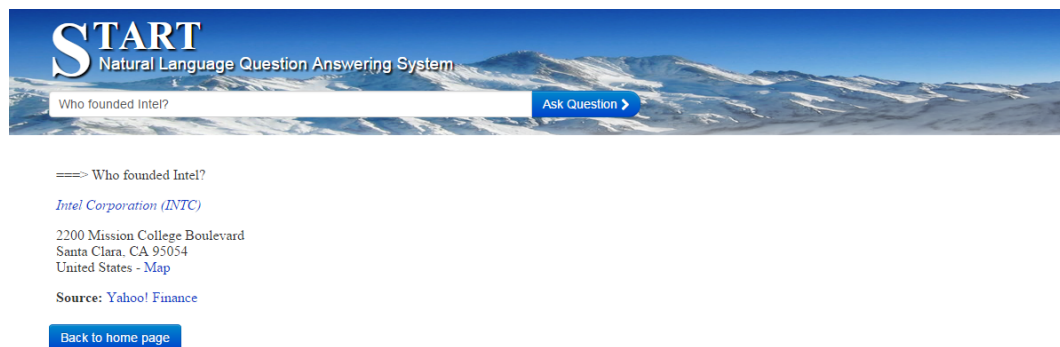 START
Natural Language Question Answering System
Who founded Intel?
Ask Question
===> Who founded Intel?
Intel Corporation (INTC)
2200 Mission College Boulevard
Santa Clara, CA 95054
United States - Map
Source: Yahoo! Finance
Back to home page